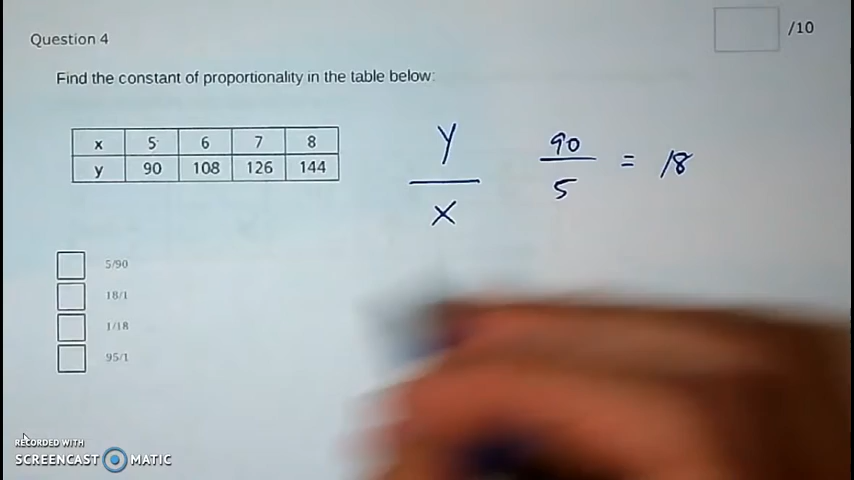 Question 4
/10
Find the constant of proportionality in the table below:
x 5 6 7 8
y 90 108 126 144
y
x
90
5
= 18
5/90
18/1
1/18
95/1
RECORDED WITH
SCREENCAST MATIC